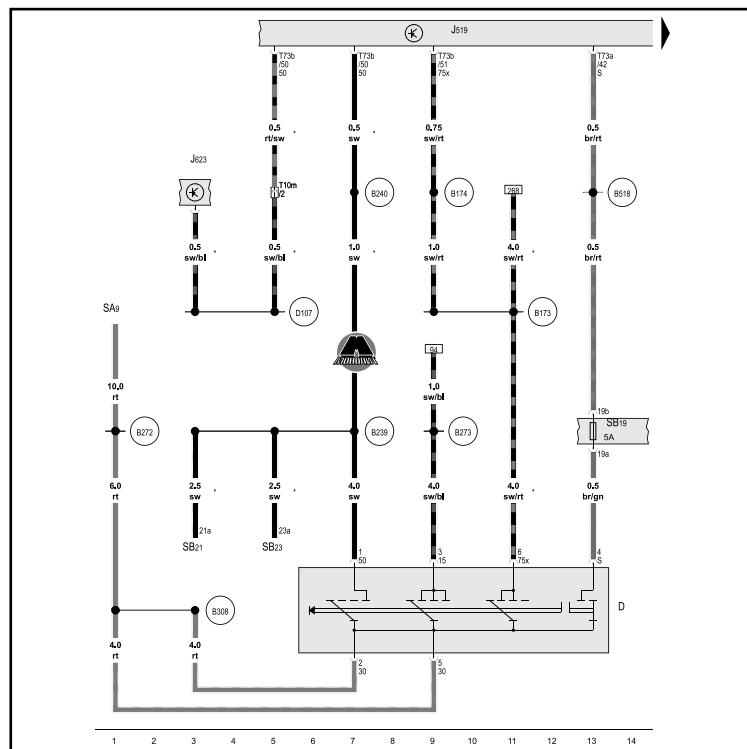 J519
T73b
/50
50
T73b
/50
50
T73b
/51
75x
T73a
/42
S
0.5
rt/sw
*
0.5
sw
*
0.75
sw/rt
0.5
br/rt
J623
T10m
/2
B240
B174
268
B518
0.5
sw/bl
*
0.5
sw/bl
*
1.0
sw
*
1.0
sw/rt
4.0
sw/rt
*
0.5
br/rt
SA9
D107
B173
94
10.0
rt
1.0
sw/bl
19b
SB19
5A
19a
B272
B239
B273
6.0
rt
2.5
sw
*
2.5
sw
*
4.0
sw
4.0
sw/bl
*
4.0
sw/rt
*
0.5
br/gn
21a
SB21
23a
SB23
1
50
3
15
6
75x
4
S
B308
D
4.0
rt
4.0
rt
2
30
5
30
1 2 3 4 5 6 7 8 9 10 11 12 13 14